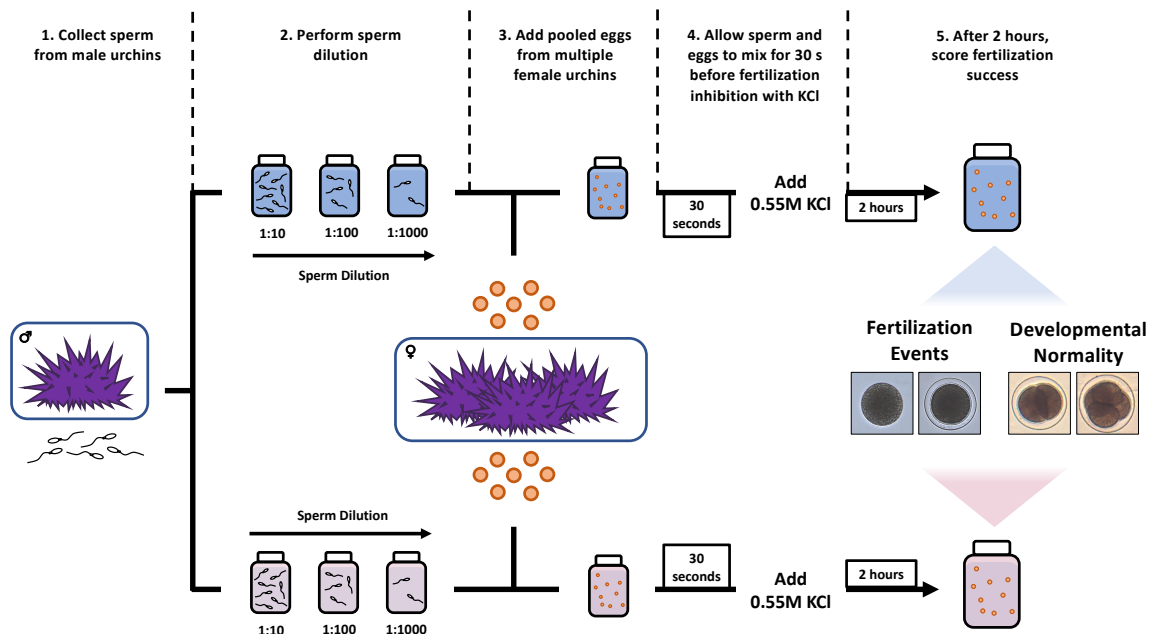 1. Collect sperm
from male urchins
2. Perform sperm
dilution
3. Add pooled eggs
from multiple
female urchins
4. Allow sperm and
eggs to mix for 30 s
before fertilization
inhibition with KCl
5. After 2 hours,
score fertilization
success
1:10 1:100 1:1000
Sperm Dilution
30
seconds
Add
0.55M KCl
2 hours
♂
♀
Fertilization
Events
Developmental
Normality
Sperm Dilution
1:10 1:100 1:1000
30
seconds
Add
0.55M KCl
2 hours